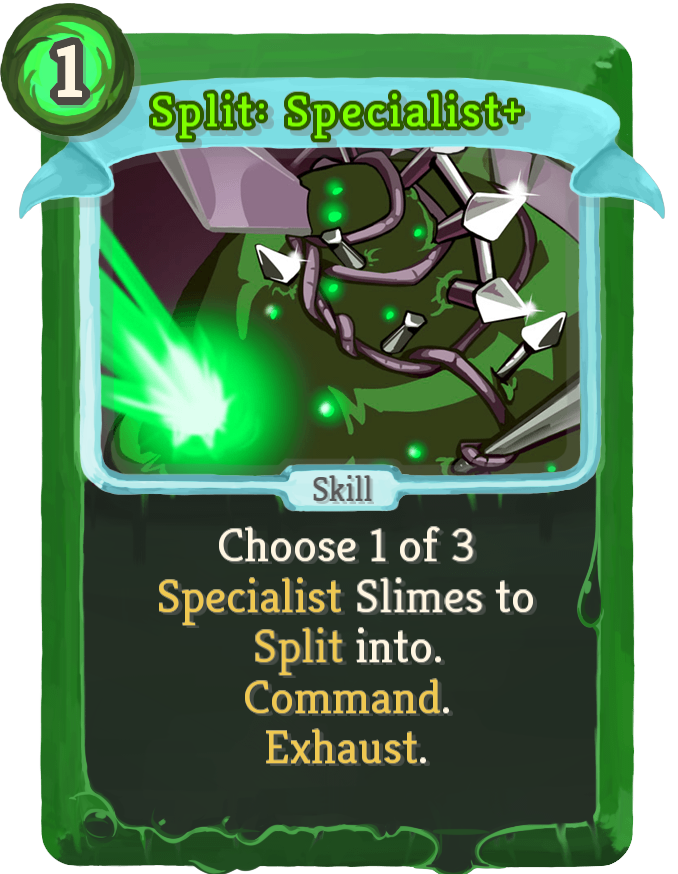 1
Split: Specialist+
Skill
Choose 1 of 3
Specialist Slimes to
Split into.
Command.
Exhaust.